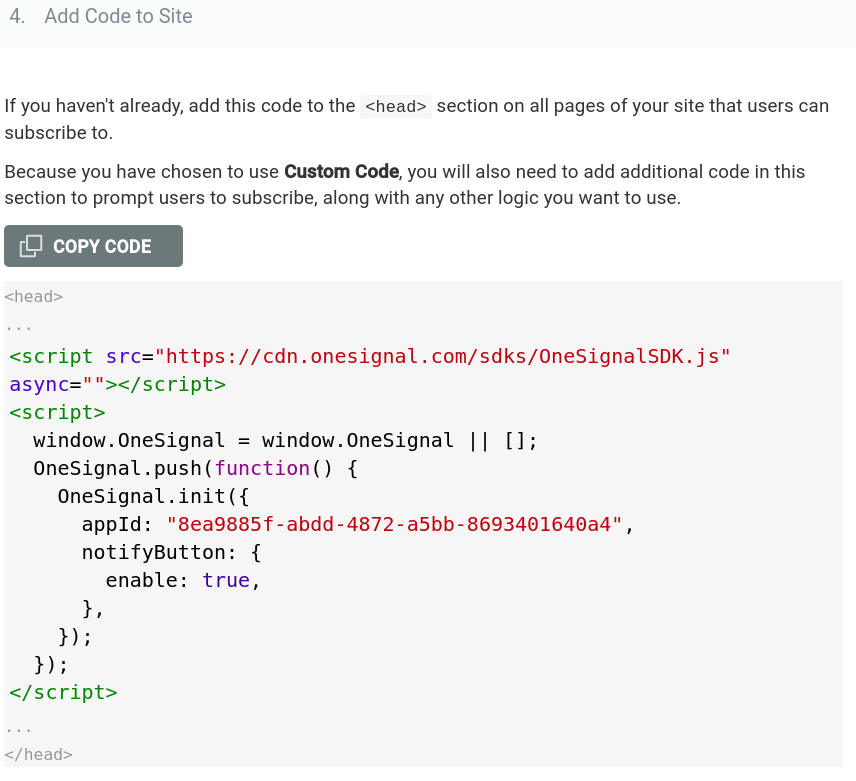 4. Add Code to Site
If you haven't already, add this code to the <head> section on all pages of your site that users can
subscribe to.
Because you have chosen to use Custom Code, you will also need to add additional code in this
section to prompt users to subscribe, along with any other logic you want to use.
COPY CODE
<head>
...
<script src="https://cdn.onesignal.com/sdks/OneSignalSDK.js"
async=""></script>
<script>
  window.OneSignal = window.OneSignal || [];
  OneSignal.push(function() {
    OneSignal.init({
      appId: "8ea9885f-abdd-4872-a5bb-8693401640a4",
      notifyButton: {
        enable: true,
      },
    });
  });
</script>
...
</head>